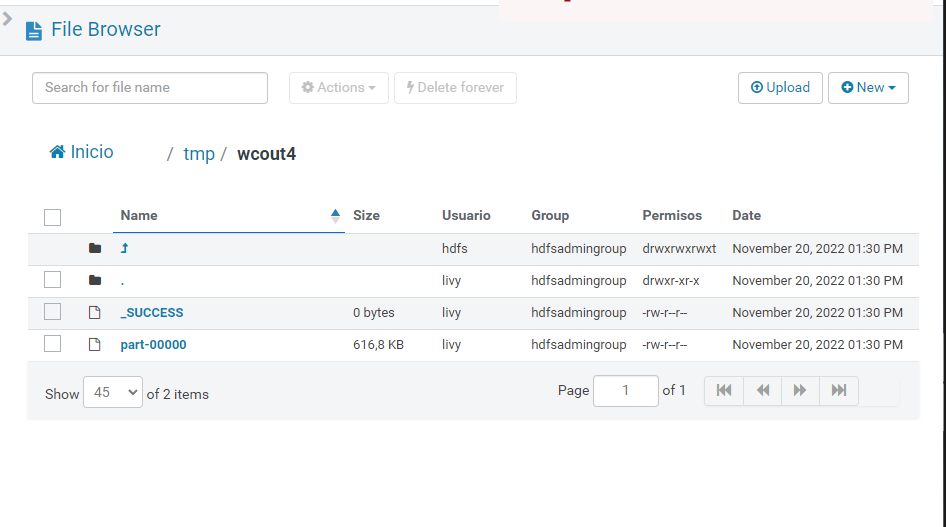 File Browser
Search for file name Actions Delete forever Upload New
Inicio / tmp / wcout4
Name Size Usuario Group Permisos Date
hdfs hdfsadmingroup drwxrwxrwxt November 20, 2022 01:30 PM
. livy hdfsadmingroup drwxr-xr-x November 20, 2022 01:30 PM
_SUCCESS 0 bytes livy hdfsadmingroup -rw-r--r-- November 20, 2022 01:30 PM
part-00000 616,8 KB livy hdfsadmingroup -rw-r--r-- November 20, 2022 01:30 PM
Show 45 of 2 items Page 1 of 1